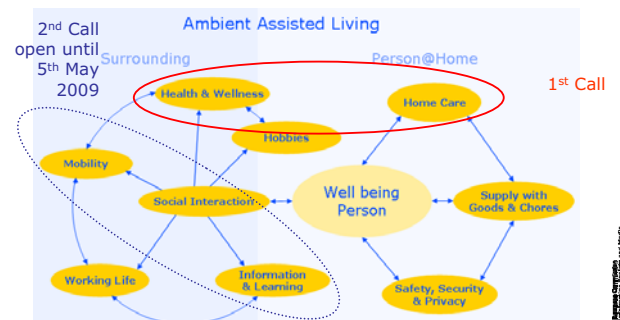 Ambient Assisted Living
2nd Call
open until
5th May
2009
Surrounding
Person@Home
1st Call
Health & Wellness
Home Care
Hobbies
Mobility
Social Interaction
Well being
Person
Supply with
Goods & Chores
Working Life
Information
& Learning
Safety, Security
& Privacy